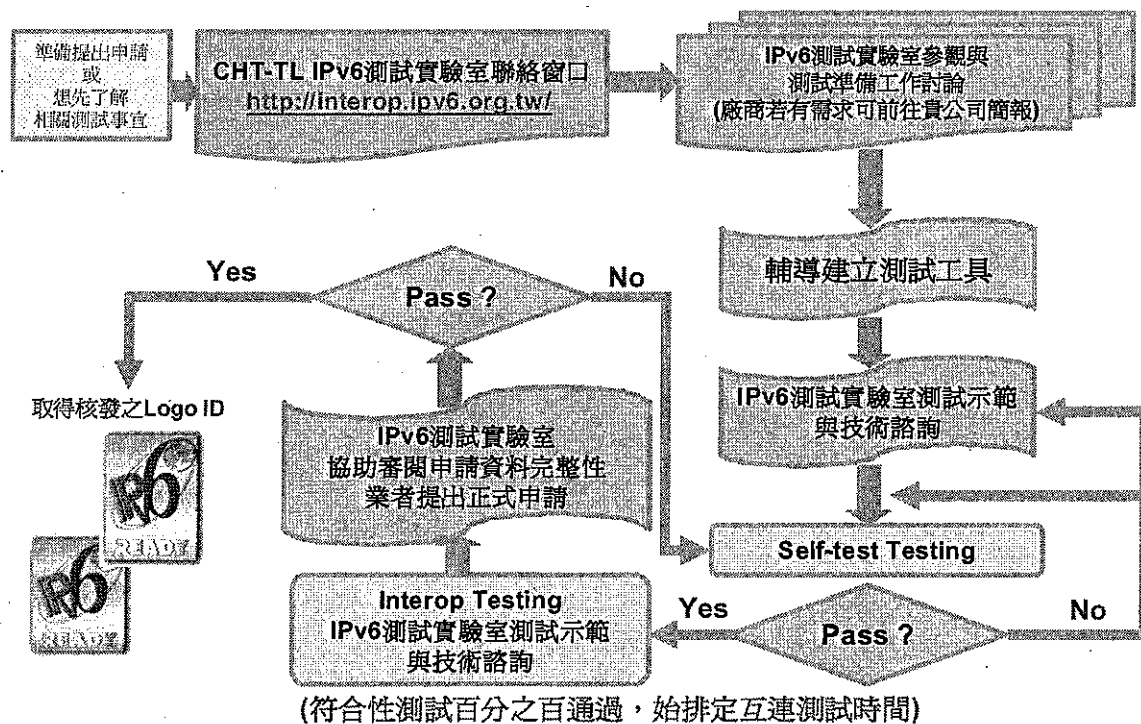 準備提出申請
或
想先了解
相關測試事宜
CHT-TL IPv6測試實驗室聯絡窗口
http://interop.ipv6.org.tw/
IPv6測試實驗室參觀與
測試準備工作討論
(廠商若有需求可前往貴公司簡報)
輔導建立測試工具
IPv6測試實驗室測試示範
與技術諮詢
Self-test Testing
Pass ?
Yes
No
Interop Testing
IPv6測試實驗室測試示範
與技術諮詢
(符合性測試百分之百通過，始排定互連測試時間)
IPv6測試實驗室
協助審閱申請資料完整性
業者提出正式申請
Pass ?
Yes
No
取得核發之Logo ID
IPv6
READY
IPv6
READY